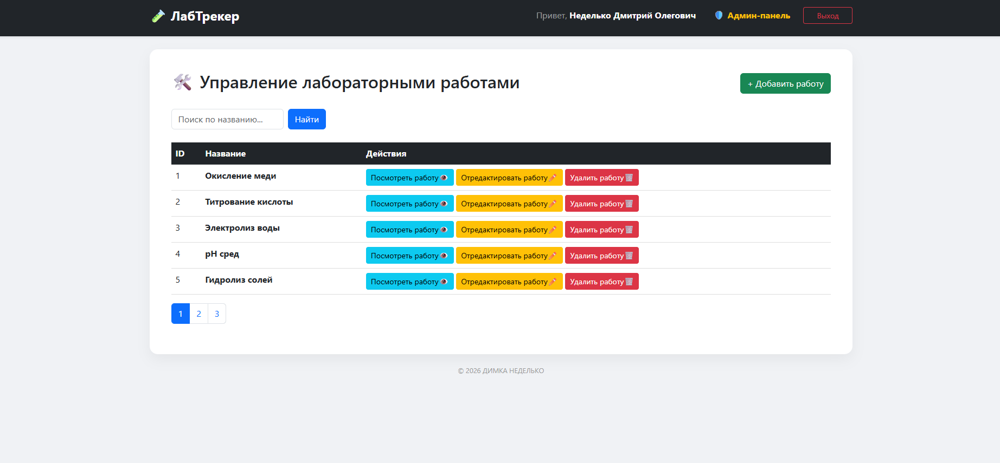 ЛабТрекер
Привет, Неделько Дмитрий Олегович Админ-панель Выход
Управление лабораторными работами
+ Добавить работу
Поиск по названию... Найти
ID Название Действия
1 Окисление меди Посмотреть работу Отредактировать работу Удалить работу
2 Титрование кислоты Посмотреть работу Отредактировать работу Удалить работу
3 Электролиз воды Посмотреть работу Отредактировать работу Удалить работу
4 pH сред Посмотреть работу Отредактировать работу Удалить работу
5 Гидролиз солей Посмотреть работу Отредактировать работу Удалить работу
1 2 3
© 2026 ДИМКА НЕДЕЛЬКО